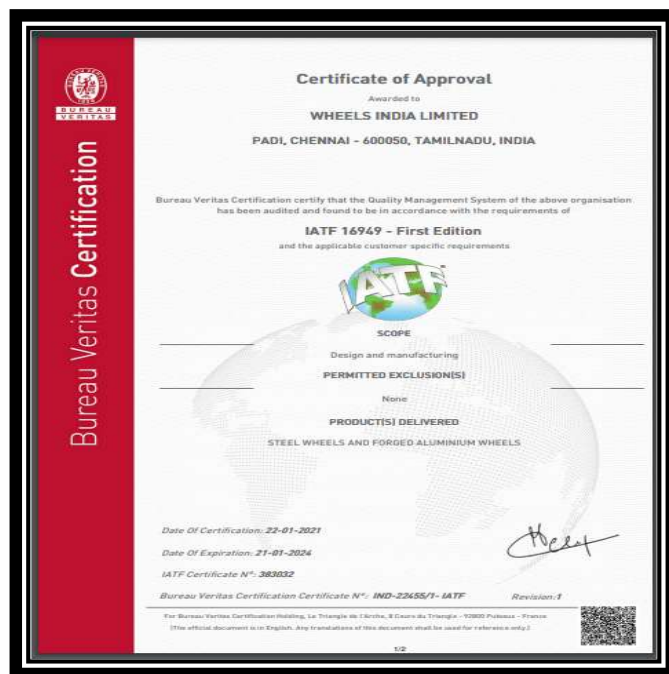 BUREAU
VERITAS
Bureau Veritas Certification
Certificate of Approval
Awarded to
WHEELS INDIA LIMITED
PADI, CHENNAI - 600050, TAMILNADU, INDIA
Bureau Veritas Certification certify that the Quality Management System of the above organisation
has been audited and found to be in accordance with the requirements of
IATF 16949 - First Edition
and the applicable customer specific requirements
IATF
SCOPE
Design and manufacturing
PERMITTED EXCLUSION(S)
None
PRODUCT(S) DELIVERED
STEEL WHEELS AND FORGED ALUMINIUM WHEELS
Date Of Certification: 22-01-2021
Date Of Expiration: 21-01-2024
IATF Certificate N°: 383032
Bureau Veritas Certification Certificate N°: IND-22455/1- IATF Revision:1
For Bureau Veritas Certification Holding, Le Triangle de l'Arche, 8 Cours du Triangle - 92800 Puteaux - France
(The official document is in English. Any translations of this document shall be used for reference only.)
1/2